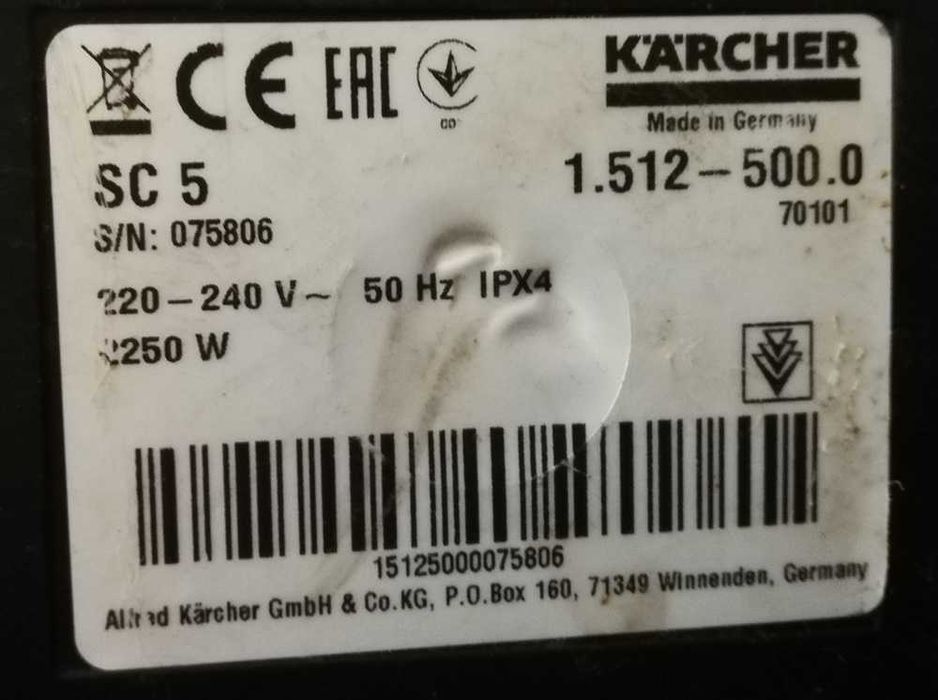 CE EAC
KÄRCHER
Made in Germany
SC 5
1.512-500.0
S/N: 075806
70101
220-240 V~ 50 Hz IPX4
2250 W
15125000075806
Alfred Kärcher GmbH & Co.KG, P.O.Box 160, 71349 Winnenden, Germany